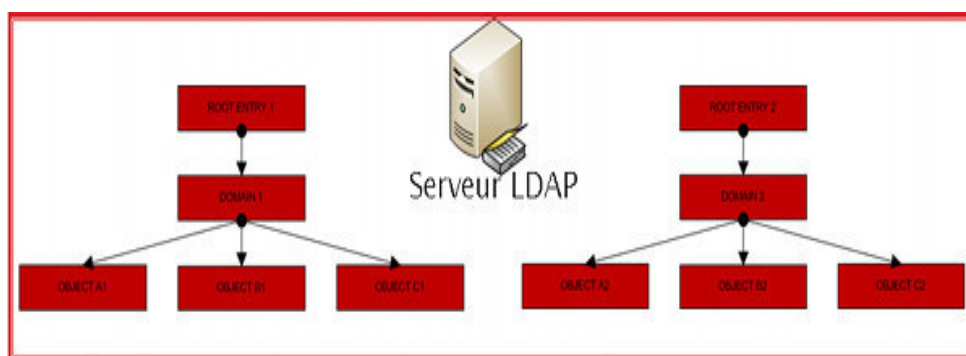 ROOT ENTRY 1
ROOT ENTRY 2
Serveur LDAP
DOMAIN 1
DOMAIN 2
OBJECT A1
OBJECT B1
OBJECT C1
OBJECT A2
OBJECT B2
OBJECT C2